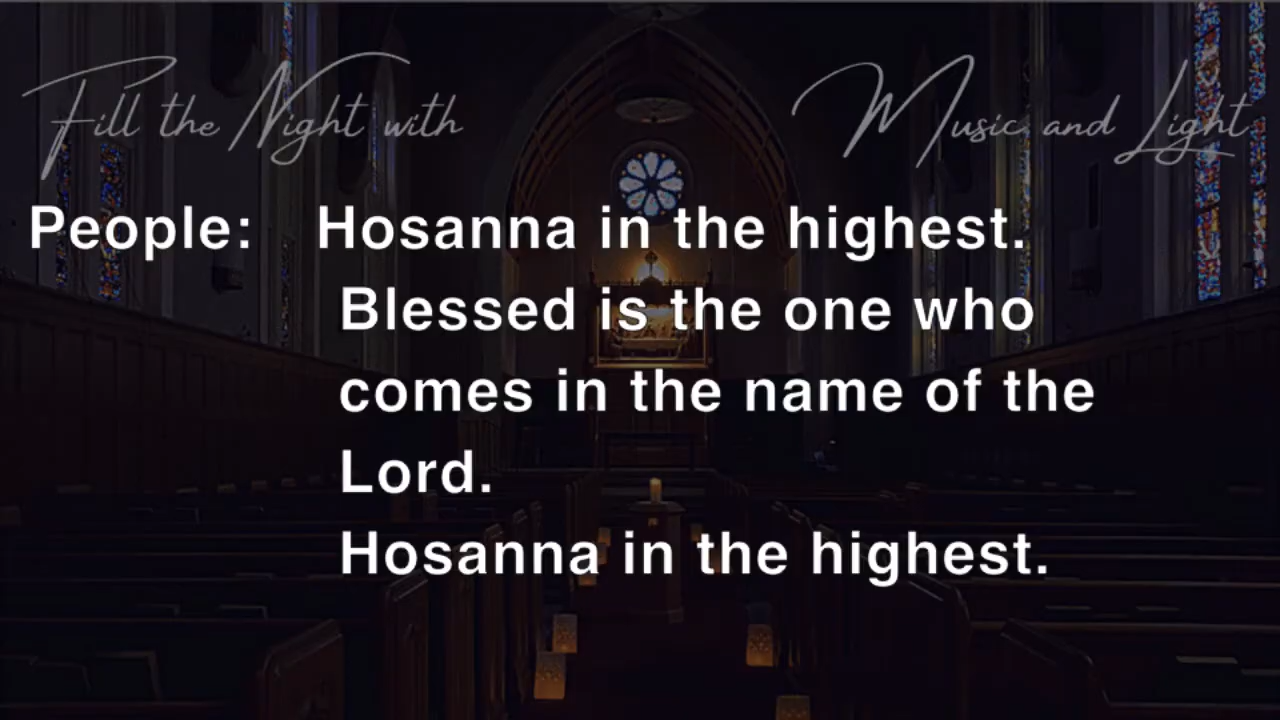 Fill the Night with Music and Light
People: Hosanna in the highest.
Blessed is the one who
comes in the name of the
Lord.
Hosanna in the highest.